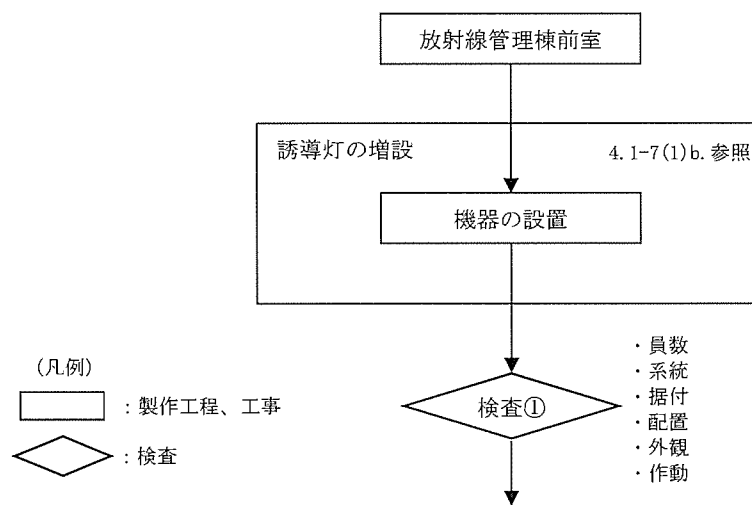 放射線管理棟前室
誘導灯の増設
4.1-7(1)b.参照
機器の設置
・員数
・系統
・据付
・配置
・外観
・作動
検査①
(凡例)
：製作工程、工事
：検査